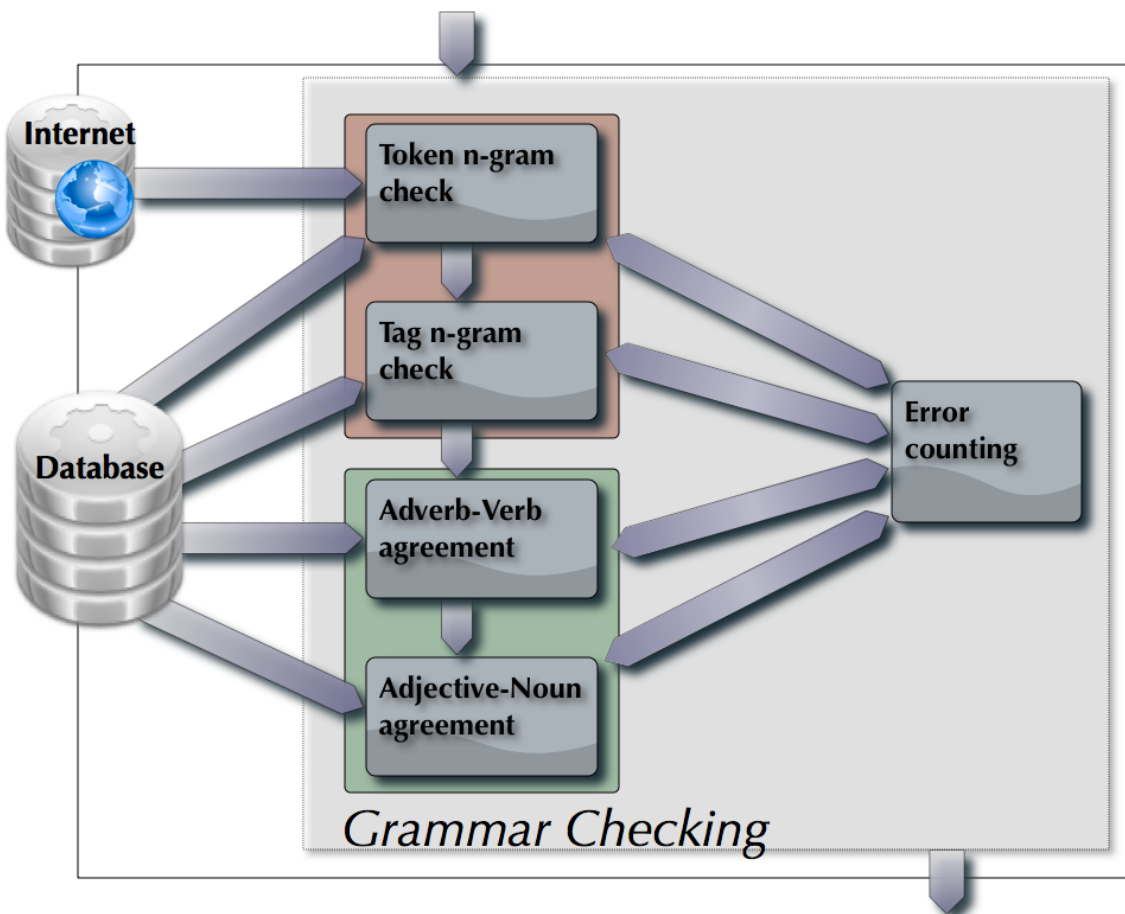 Internet
Token n-gram
check
Tag n-gram
check
Database
Error
counting
Adverb-Verb
agreement
Adjective-Noun
agreement
Grammar Checking